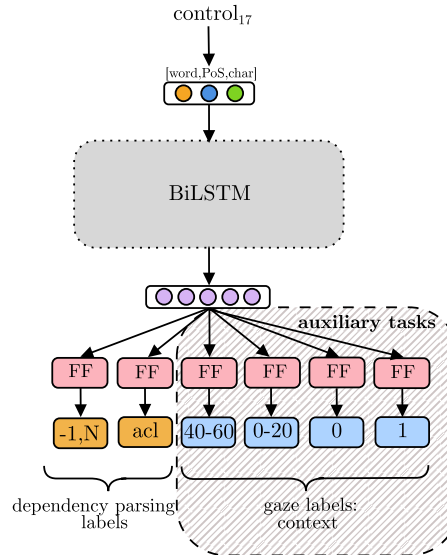 control17
[word,PoS,char]
BiLSTM
auxiliary tasks
FF FF FF FF FF FF
-1,N acl 40-60 0-20 0 1
dependency parsing
labels
gaze labels:
context